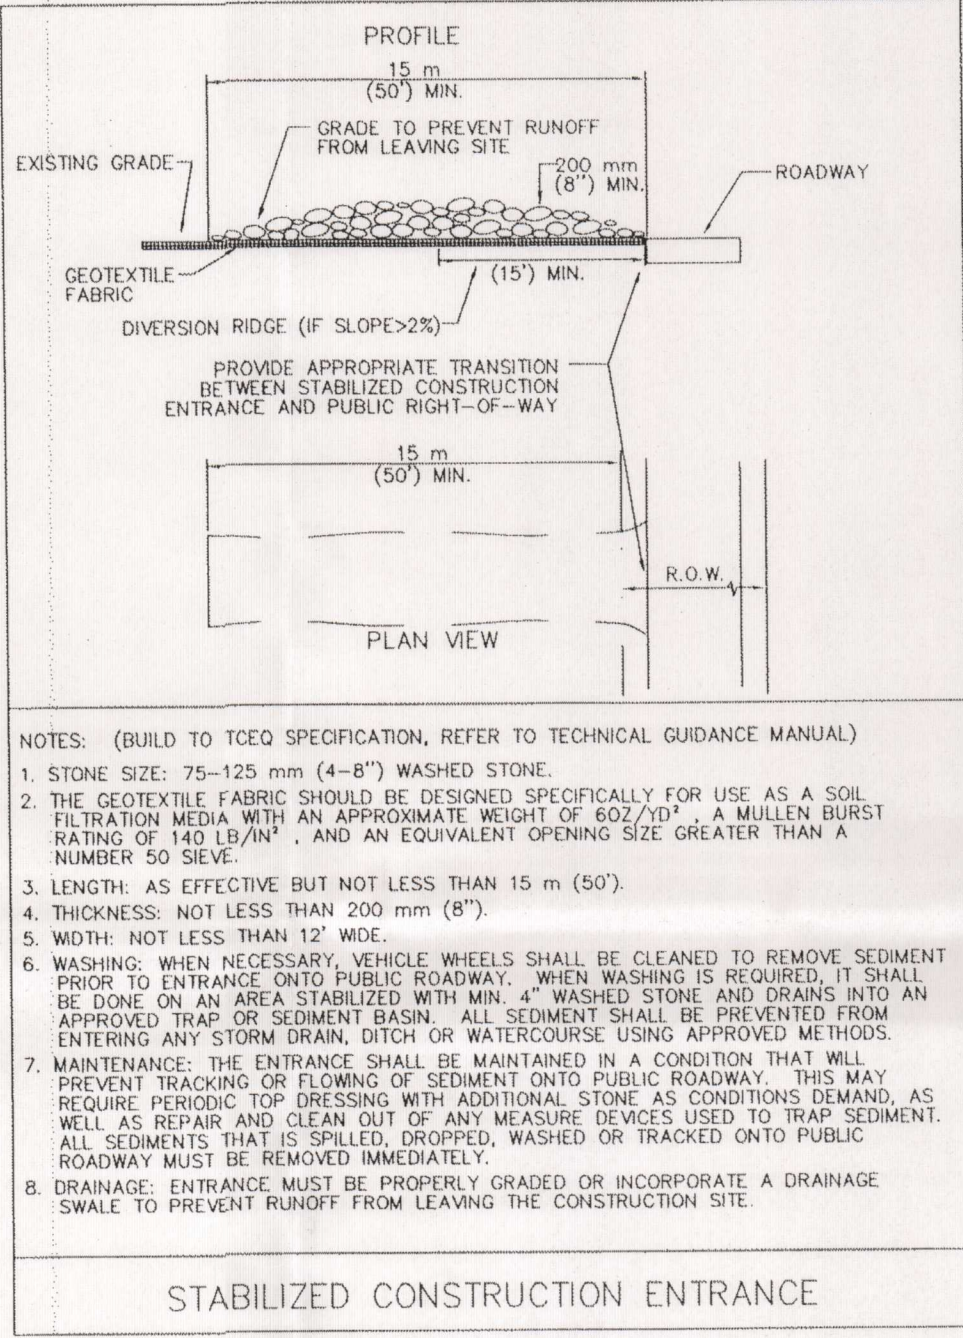 PROFILE
15 m
(50') MIN.
GRADE TO PREVENT RUNOFF
FROM LEAVING SITE
EXISTING GRADE
200 mm
(8") MIN.
ROADWAY
GEOTEXTILE
FABRIC
(15') MIN.
DIVERSION RIDGE (IF SLOPE>2%)
PROVIDE APPROPRIATE TRANSITION
BETWEEN STABILIZED CONSTRUCTION
ENTRANCE AND PUBLIC RIGHT-OF-WAY
15 m
(50') MIN.
R.O.W.
PLAN VIEW
NOTES: (BUILD TO TCEQ SPECIFICATION, REFER TO TECHNICAL GUIDANCE MANUAL)
1. STONE SIZE: 75-125 mm (4-8") WASHED STONE.
2. THE GEOTEXTILE FABRIC SHOULD BE DESIGNED SPECIFICALLY FOR USE AS A SOIL
FILTRATION MEDIA WITH AN APPROXIMATE WEIGHT OF 6OZ/YD² , A MULLEN BURST
RATING OF 140 LB/IN² , AND AN EQUIVALENT OPENING SIZE GREATER THAN A
NUMBER 50 SIEVE.
3. LENGTH: AS EFFECTIVE BUT NOT LESS THAN 15 m (50').
4. THICKNESS: NOT LESS THAN 200 mm (8").
5. WIDTH: NOT LESS THAN 12' WIDE.
6. WASHING: WHEN NECESSARY, VEHICLE WHEELS SHALL BE CLEANED TO REMOVE SEDIMENT
PRIOR TO ENTRANCE ONTO PUBLIC ROADWAY. WHEN WASHING IS REQUIRED, IT SHALL
BE DONE ON AN AREA STABILIZED WITH MIN. 4" WASHED STONE AND DRAINS INTO AN
APPROVED TRAP OR SEDIMENT BASIN. ALL SEDIMENT SHALL BE PREVENTED FROM
ENTERING ANY STORM DRAIN, DITCH OR WATERCOURSE USING APPROVED METHODS.
7. MAINTENANCE: THE ENTRANCE SHALL BE MAINTAINED IN A CONDITION THAT WILL
PREVENT TRACKING OR FLOWING OF SEDIMENT ONTO PUBLIC ROADWAY. THIS MAY
REQUIRE PERIODIC TOP DRESSING WITH ADDITIONAL STONE AS CONDITIONS DEMAND, AS
WELL AS REPAIR AND CLEAN OUT OF ANY MEASURE DEVICES USED TO TRAP SEDIMENT.
ALL SEDIMENTS THAT IS SPILLED, DROPPED, WASHED OR TRACKED ONTO PUBLIC
ROADWAY MUST BE REMOVED IMMEDIATELY.
8. DRAINAGE: ENTRANCE MUST BE PROPERLY GRADED OR INCORPORATE A DRAINAGE
SWALE TO PREVENT RUNOFF FROM LEAVING THE CONSTRUCTION SITE.
STABILIZED CONSTRUCTION ENTRANCE